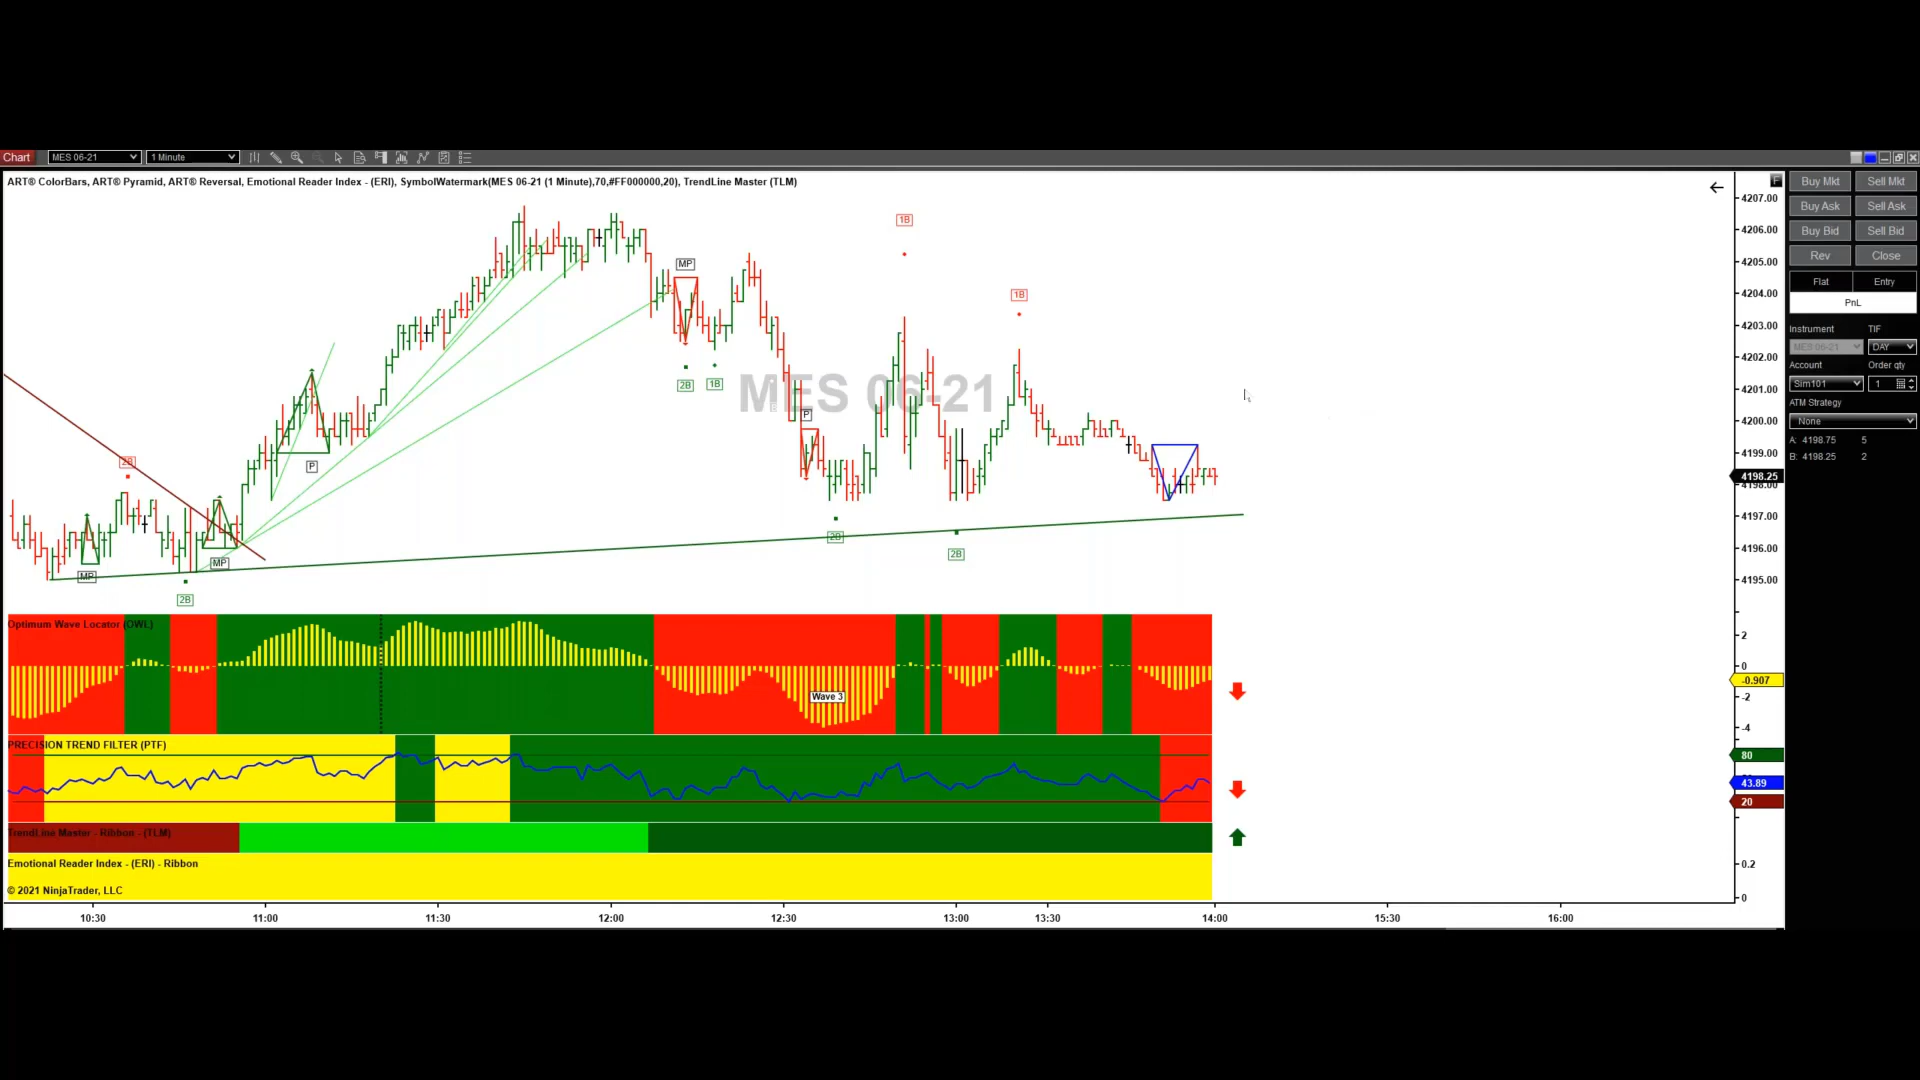 Chart MES 06-21 1 Minute
ART® ColorBars, ART® Pyramid, ART® Reversal, Emotional Reader Index - (ERI), SymbolWatermark(MES 06-21 (1 Minute),70,#FF000000,20), TrendLine Master (TLM)
F
Buy Mkt Sell Mkt
Buy Ask Sell Ask
Buy Bid Sell Bid
Rev Close
Flat Entry
PnL
Instrument TIF
MES 06-21 DAY
Account Order qty
Sim101 1
ATM Strategy
None
A: 4198.75 5
B: 4198.25 2
4207.00
4206.00
4205.00
4204.00
4203.00
4202.00
4201.00
4200.00
4199.00
4198.25
4198.00
4197.00
4196.00
4195.00
1B
MP
1B
2B 1B
MES 06-21
P
2B
P
2B
2B
MP
MP
2B
Optimum Wave Locator (OWL)
Wave 3
2
0
-0.907
-2
-4
PRECISION TREND FILTER (PTF)
80
43.89
20
TrendLine Master - Ribbon - (TLM)
Emotional Reader Index - (ERI) - Ribbon
0.2
© 2021 NinjaTrader, LLC
0
10:30 11:00 11:30 12:00 12:30 13:00 13:30 14:00 15:30 16:00